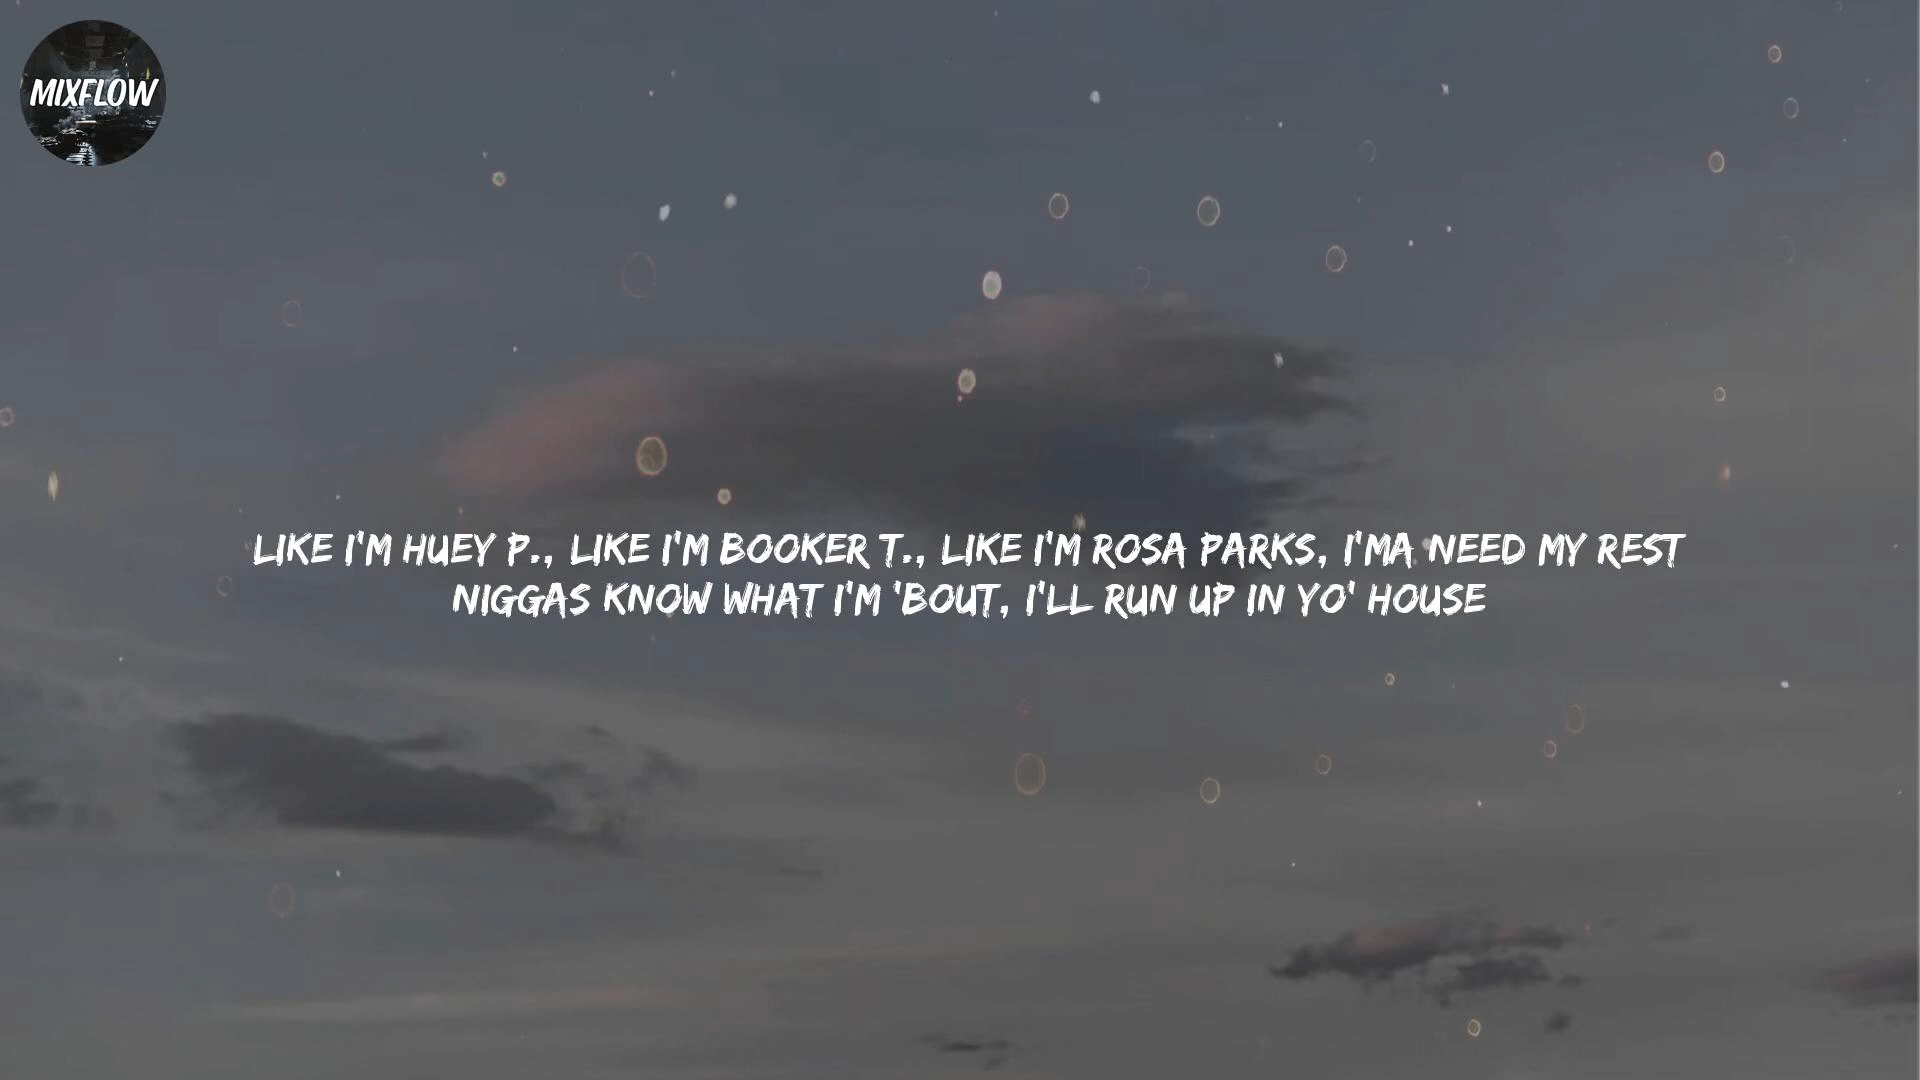 MIXFLOW
LIKE I'M HUEY P., LIKE I'M BOOKER T., LIKE I'M ROSA PARKS, I'MA NEED MY REST
NIGGAS KNOW WHAT I'M 'BOUT, I'LL RUN UP IN YO' HOUSE